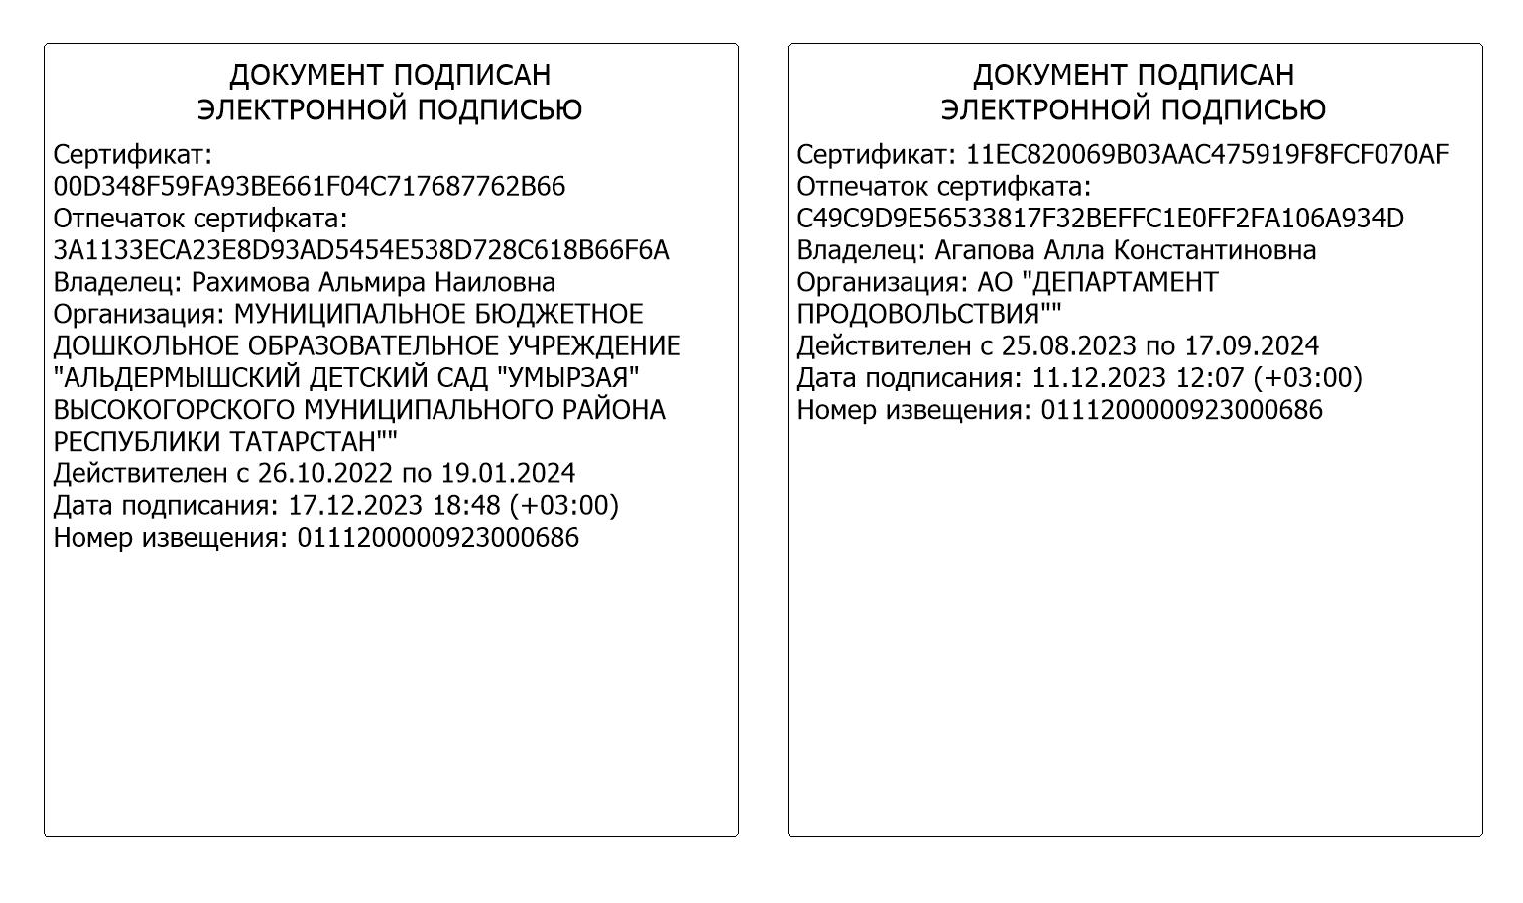 ДОКУМЕНТ ПОДПИСАН
ЭЛЕКТРОННОЙ ПОДПИСЬЮ
Сертификат:
00D348F59FA93BE661F04C717687762B66
Отпечаток сертифката:
3A1133ECA23E8D93AD5454E538D728C618B66F6A
Владелец: Рахимова Альмира Наиловна
Организация: МУНИЦИПАЛЬНОЕ БЮДЖЕТНОЕ
ДОШКОЛЬНОЕ ОБРАЗОВАТЕЛЬНОЕ УЧРЕЖДЕНИЕ
"АЛЬДЕРМЫШСКИЙ ДЕТСКИЙ САД "УМЫРЗАЯ"
ВЫСОКОГОРСКОГО МУНИЦИПАЛЬНОГО РАЙОНА
РЕСПУБЛИКИ ТАТАРСТАН""
Действителен с 26.10.2022 по 19.01.2024
Дата подписания: 17.12.2023 18:48 (+03:00)
Номер извещения: 0111200000923000686
ДОКУМЕНТ ПОДПИСАН
ЭЛЕКТРОННОЙ ПОДПИСЬЮ
Сертификат: 11EC820069B03AAC475919F8FCF070AF
Отпечаток сертифката:
C49C9D9E56533817F32BEFFC1E0FF2FA106A934D
Владелец: Агапова Алла Константиновна
Организация: АО "ДЕПАРТАМЕНТ
ПРОДОВОЛЬСТВИЯ""
Действителен с 25.08.2023 по 17.09.2024
Дата подписания: 11.12.2023 12:07 (+03:00)
Номер извещения: 0111200000923000686